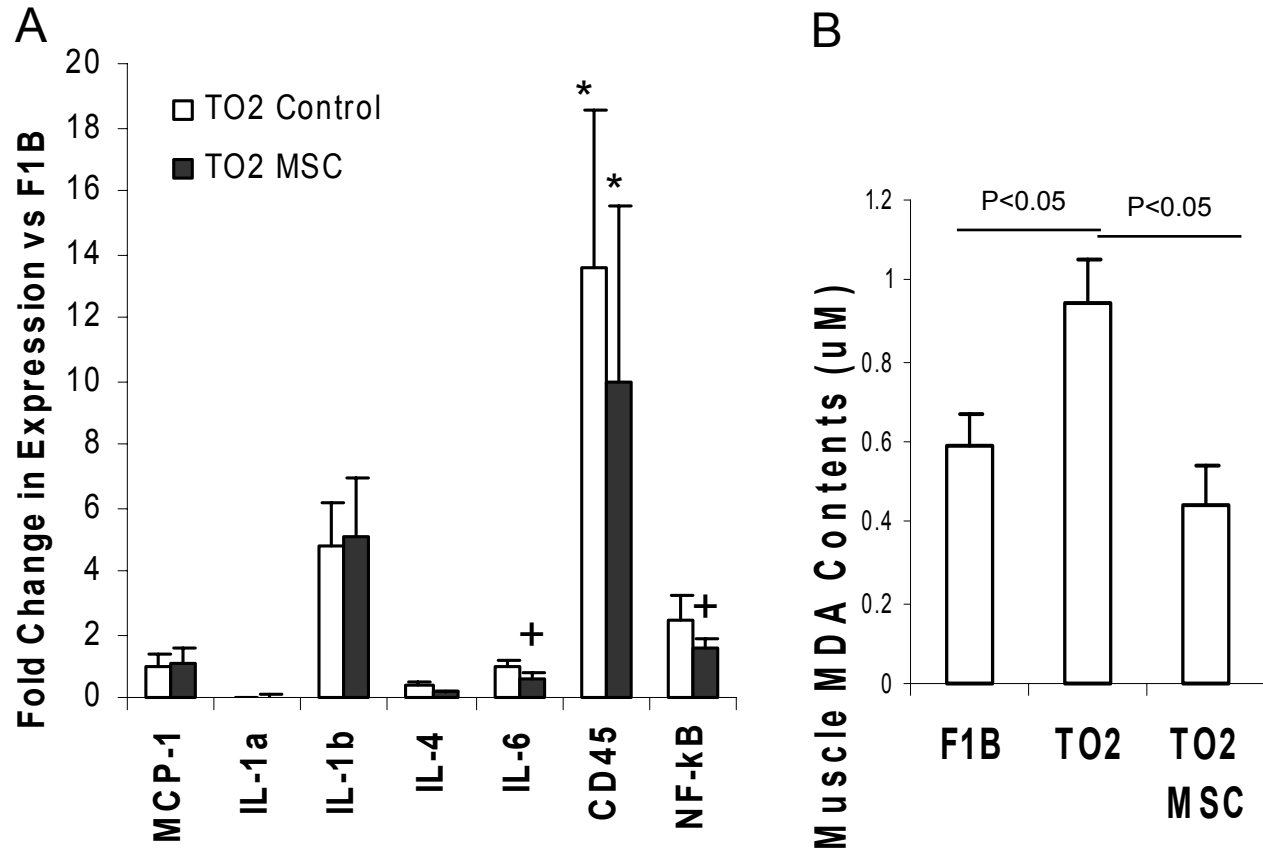 A
Fold Change in Expression vs F1B
20
18
16
14
12
10
8
6
4
2
0
TO2 Control
TO2 MSC
*
*
+
+
MCP-1
IL-1a
IL-1b
IL-4
IL-6
CD45
NF-kB
B
Muscle MDA Contents (uM)
1.2
1
0.8
0.6
0.4
0.2
0
P<0.05
P<0.05
F1B
TO2
TO2
MSC